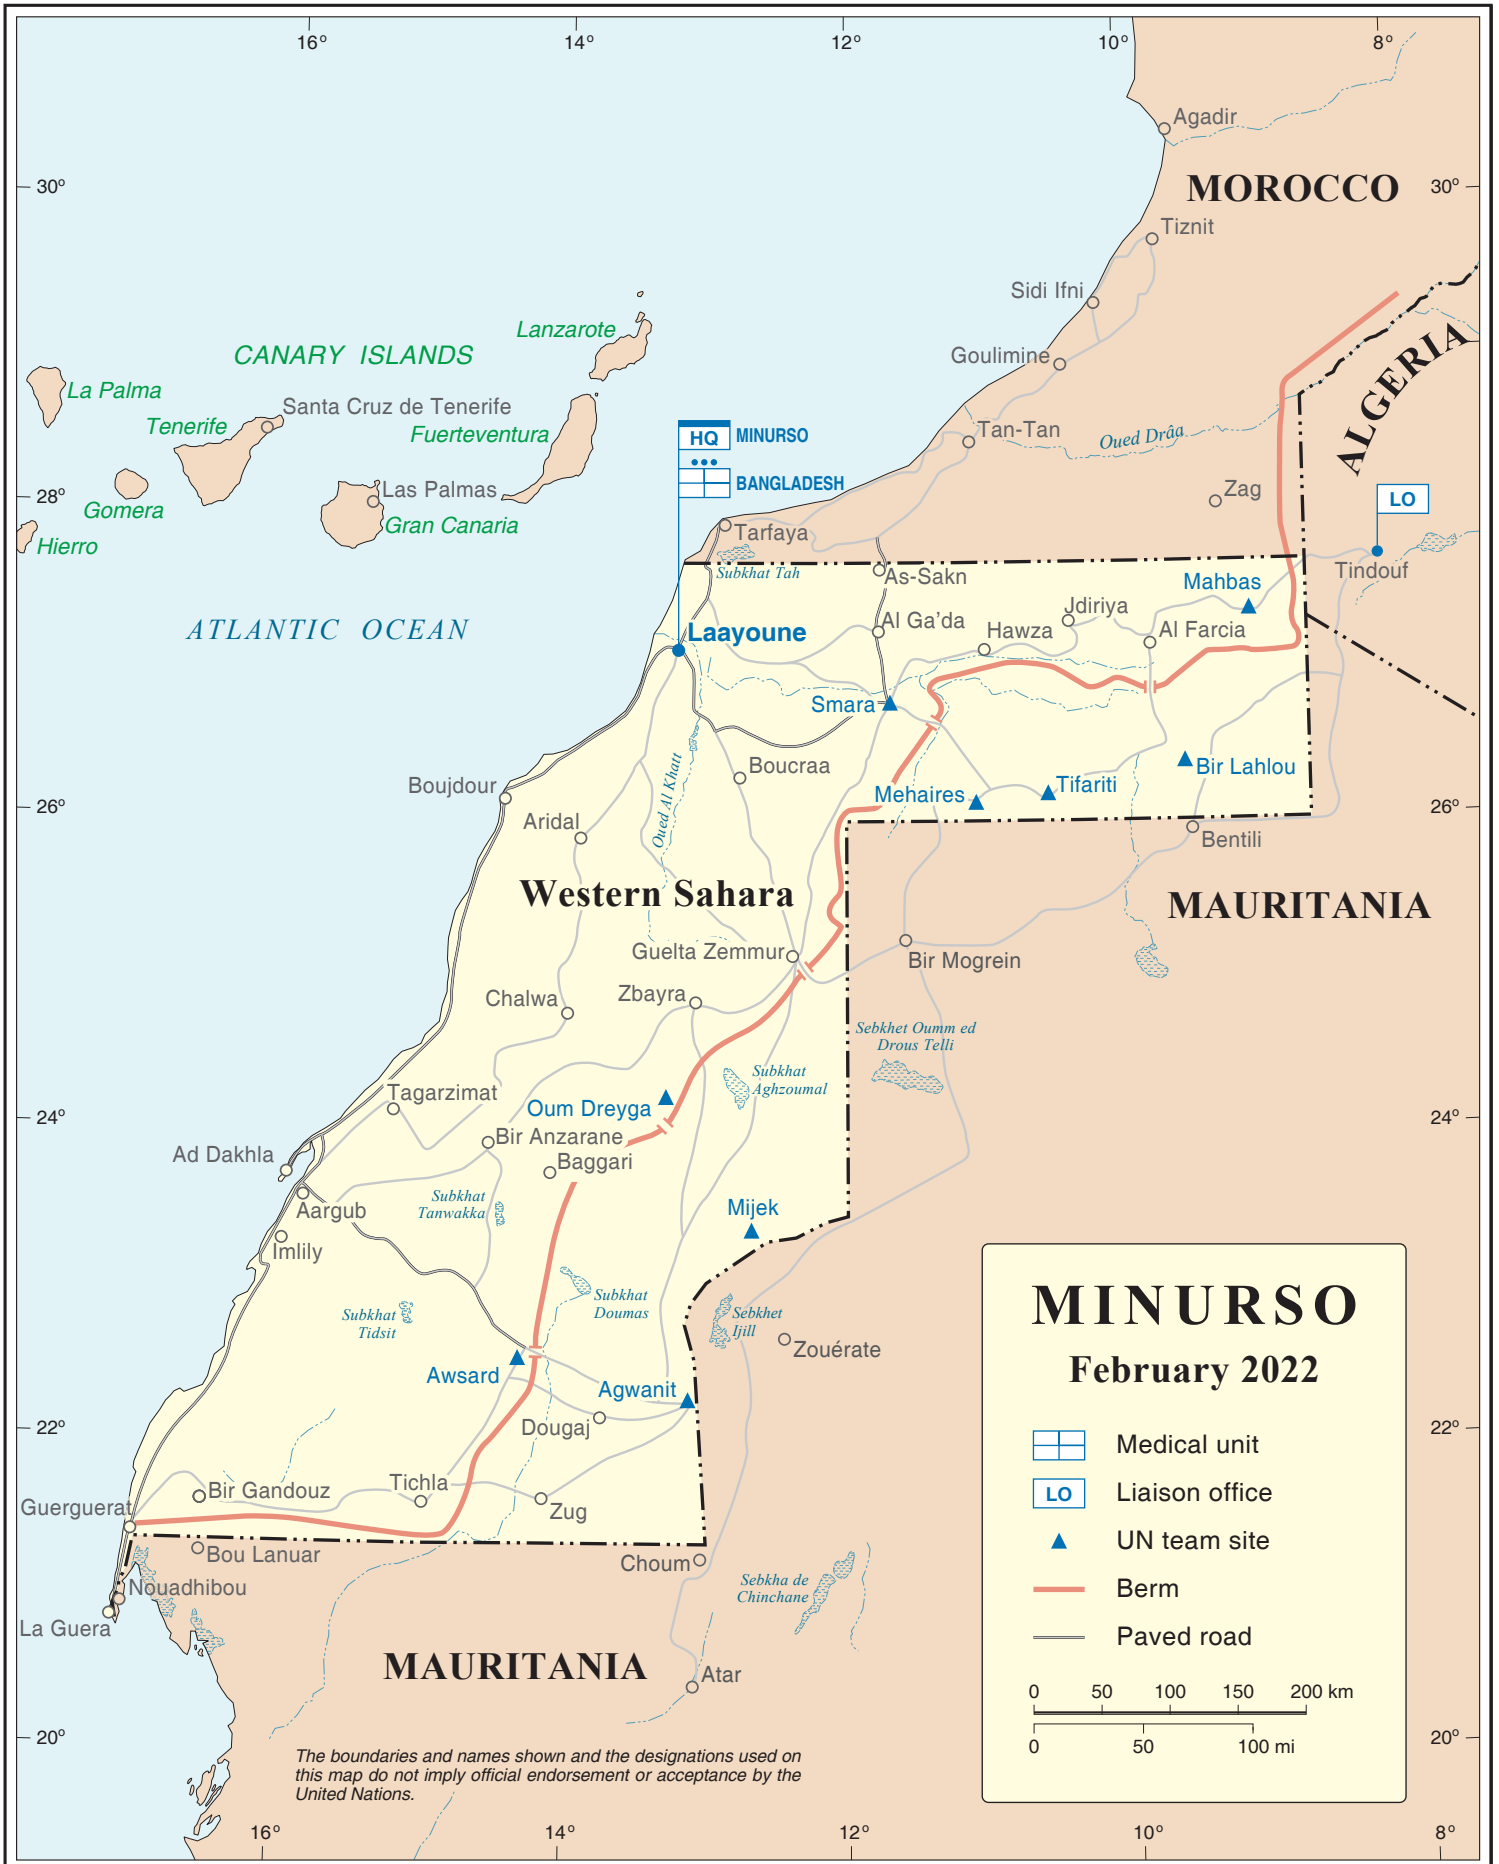 16°
14°
12°
10°
8°
Agadir
30°
MOROCCO
30°
Tiznit
Sidi Ifni
Lanzarote
CANARY ISLANDS
Goulimine
ALGERIA
La Palma
Santa Cruz de Tenerife
Tenerife
Fuerteventura
HQ MINURSO
Tan-Tan
Oued Drâa
BANGLADESH
28°
Las Palmas
Zag
LO
Gomera
Gran Canaria
Tarfaya
Hierro
Subkhat Tah
As-Sakn
Mahbas
Tindouf
ATLANTIC OCEAN
Laayoune
Al Ga'da
Jdiriya
Hawza
Al Farcia
Smara
Boucraa
Bir Lahlou
Boujdour
Oued Al Khatt
Mehaires
Tifariti
26°
26°
Aridal
Bentili
Western Sahara
MAURITANIA
Guelta Zemmur
Bir Mogrein
Chalwa
Zbayra
Sebkhet Oumm ed
Drous Telli
Subkhat
Aghzoumal
Tagarzimat
Oum Dreyga
24°
24°
Bir Anzarane
Ad Dakhla
Baggari
Subkhat
Tanwakka
Mijek
Aargub
Imlily
Subkhat
Doumas
Subkhat
Tidsit
Sebkhet
Ijill
Zouérate
Awsard
Agwanit
Dougaj
22°
22°
Tichla
Bir Gandouz
Zug
Guerguerat
Bou Lanuar
Choum
Nouadhibou
Sebkha de
Chinchane
La Guera
MAURITANIA
Atar
20°
20°
The boundaries and names shown and the designations used on
this map do not imply official endorsement or acceptance by the
United Nations.
MINURSO
February 2022
Medical unit
LO Liaison office
UN team site
Berm
Paved road
0 50 100 150 200 km
0 50 100 mi
16°
14°
12°
10°
8°